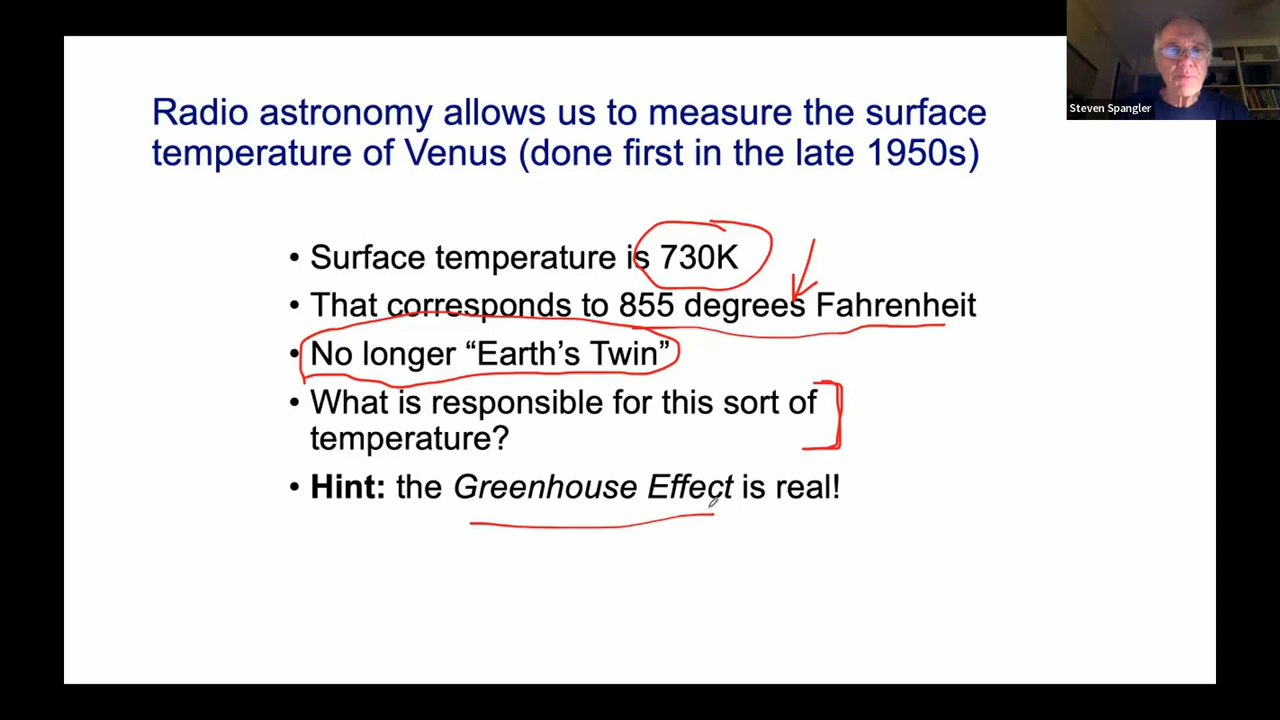 Steven Spangler
Radio astronomy allows us to measure the surface
temperature of Venus (done first in the late 1950s)
• Surface temperature is 730K
• That corresponds to 855 degrees Fahrenheit
• No longer “Earth’s Twin”
• What is responsible for this sort of
temperature?
• Hint: the Greenhouse Effect is real!